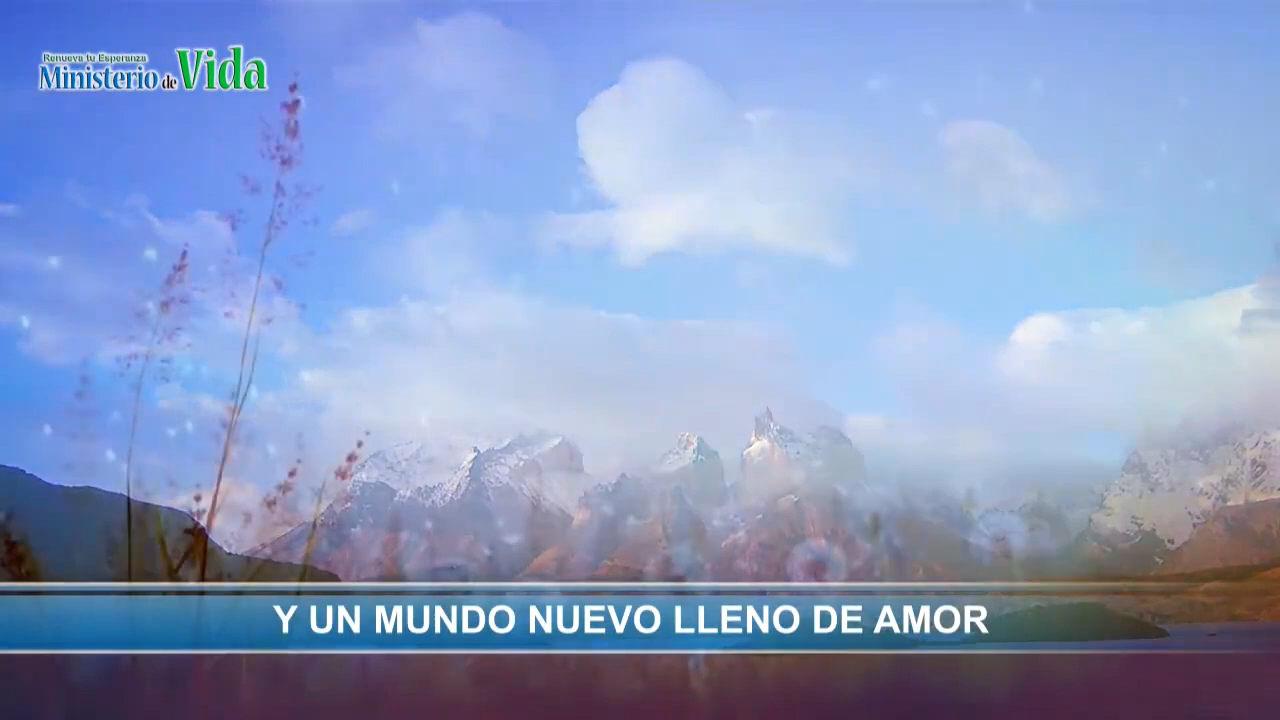 Renueva tu Esperanza
Ministerio de Vida
Y UN MUNDO NUEVO LLENO DE AMOR